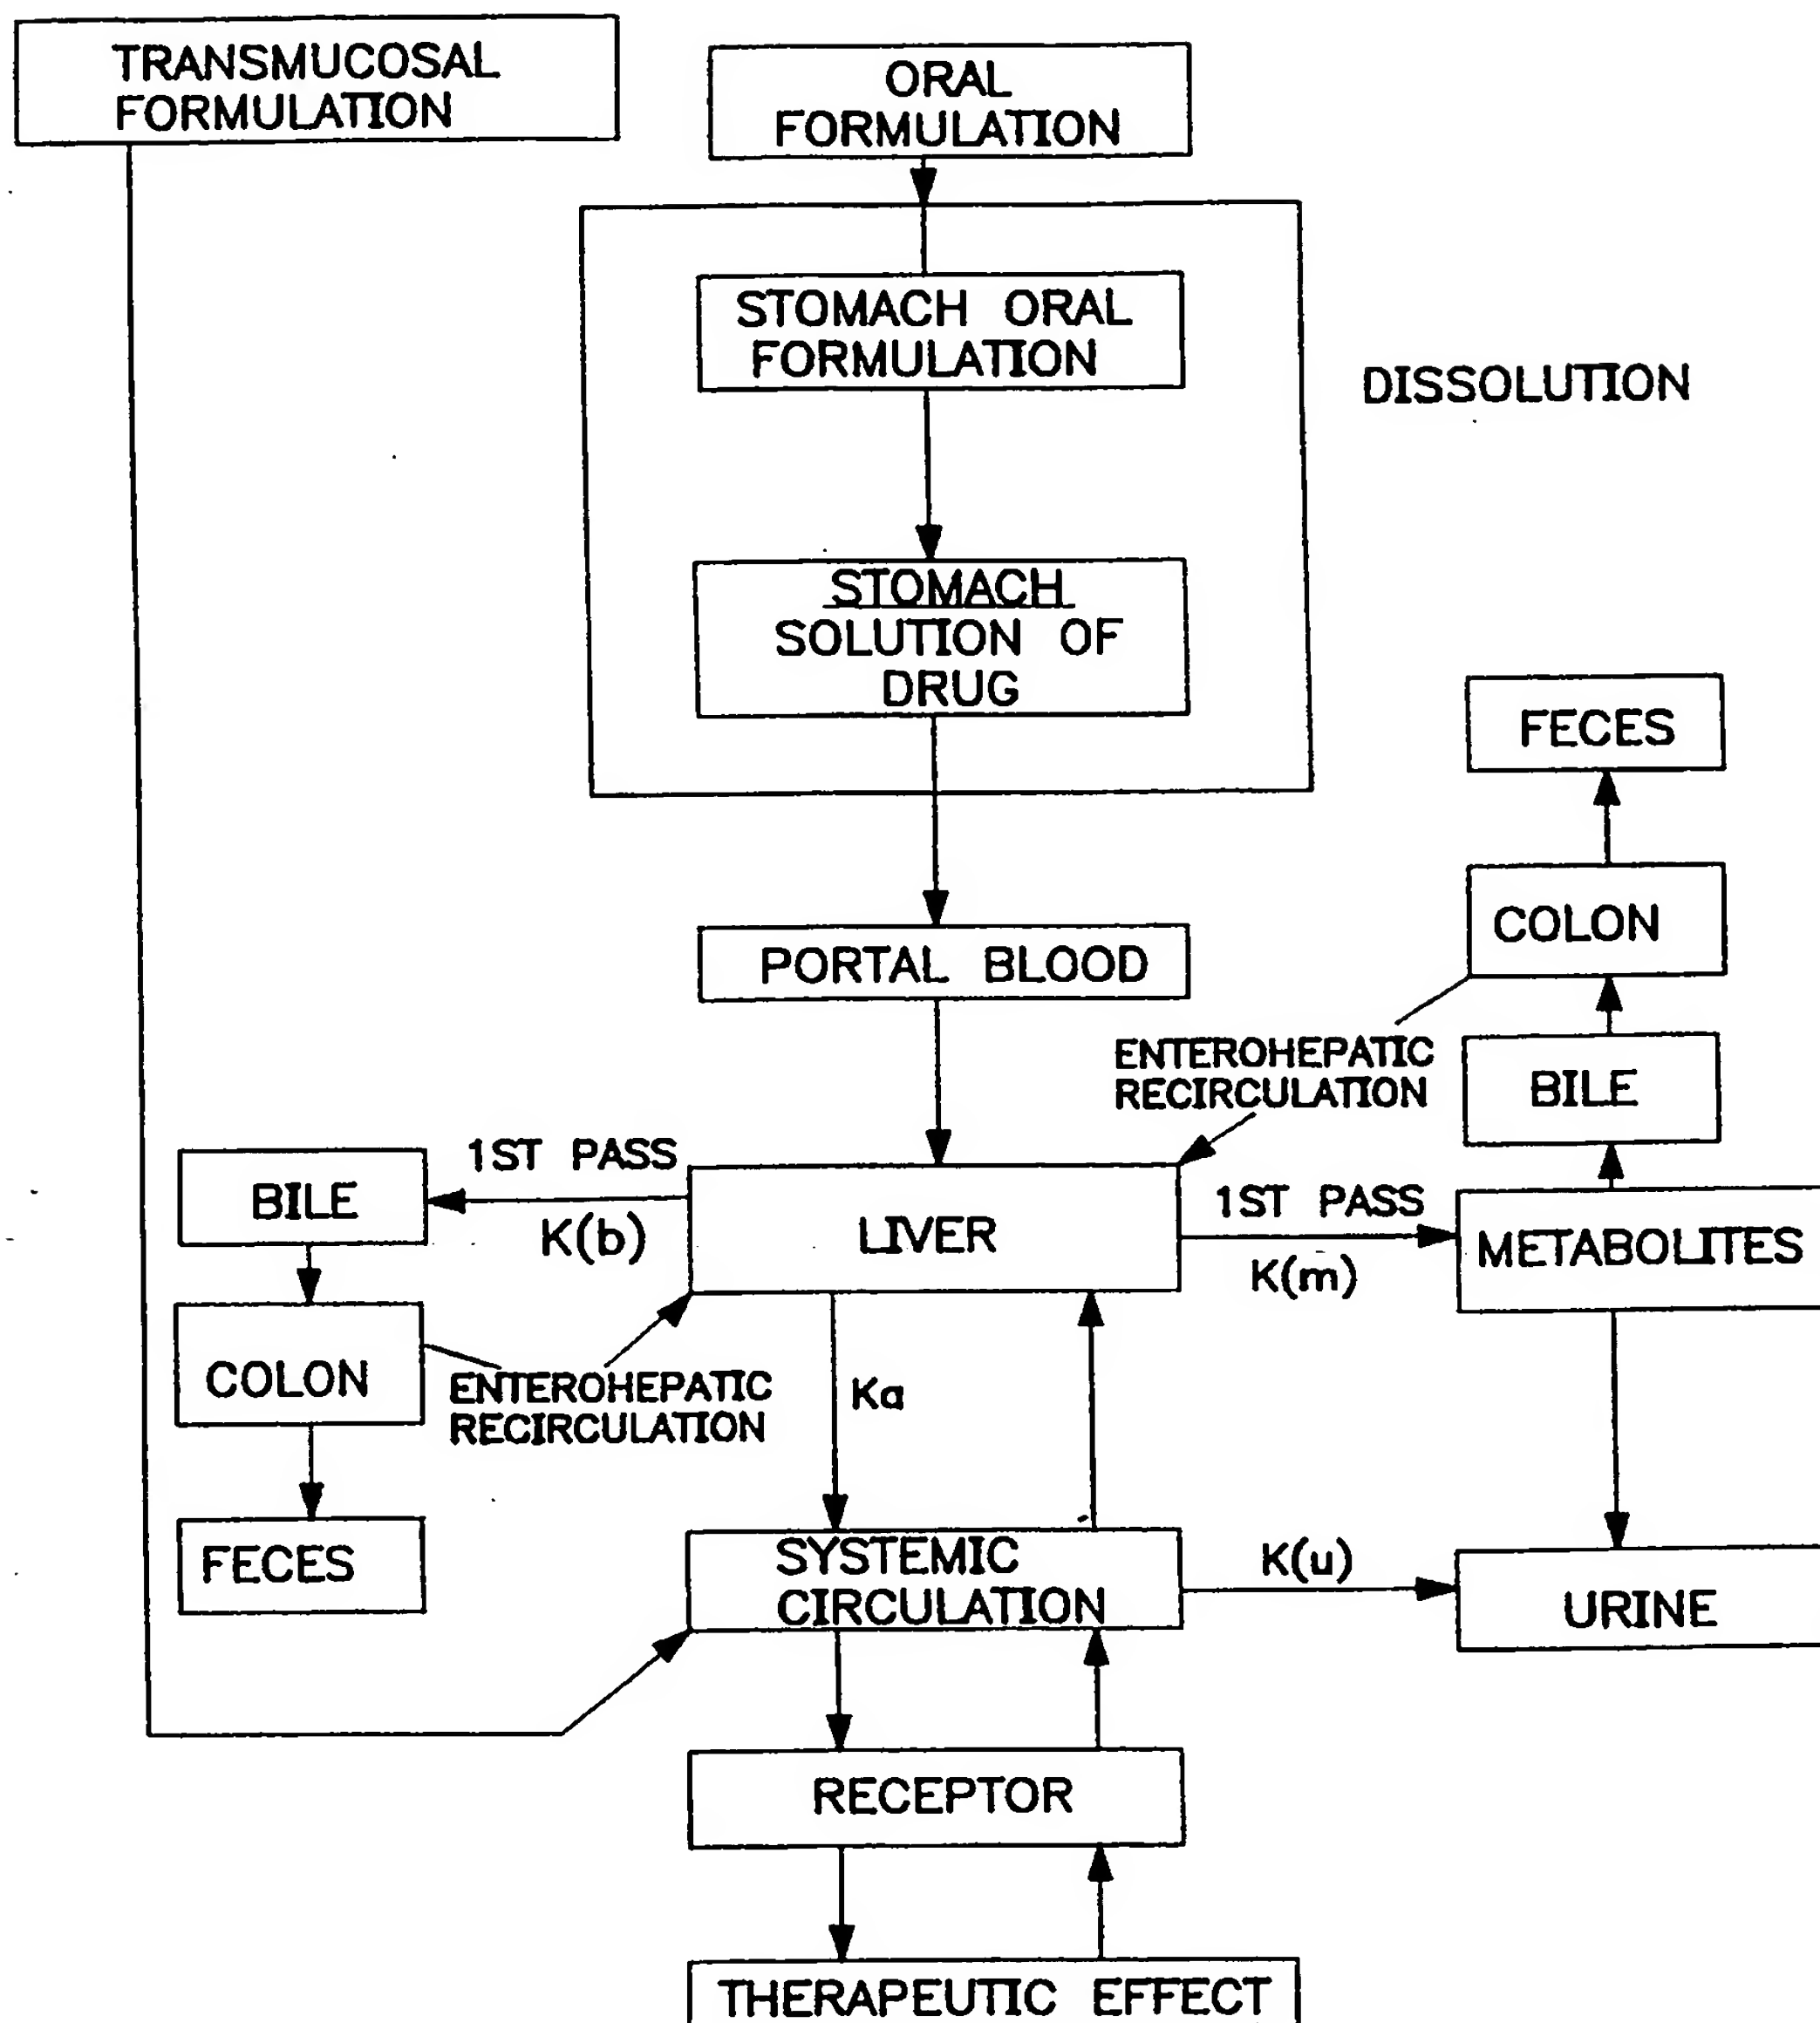 TRANSMUCOSAL
FORMULATION
ORAL
FORMULATION
STOMACH ORAL
FORMULATION
DISSOLUTION
STOMACH
SOLUTION OF
DRUG
FECES
COLON
PORTAL BLOOD
ENTEROHEPATIC
RECIRCULATION
BILE
1ST PASS
BILE
K(b)
LIVER
1ST PASS
K(m)
METABOLITES
COLON
ENTEROHEPATIC
RECIRCULATION
Ka
FECES
SYSTEMIC
CIRCULATION
K(u)
URINE
RECEPTOR
THERAPEUTIC EFFECT